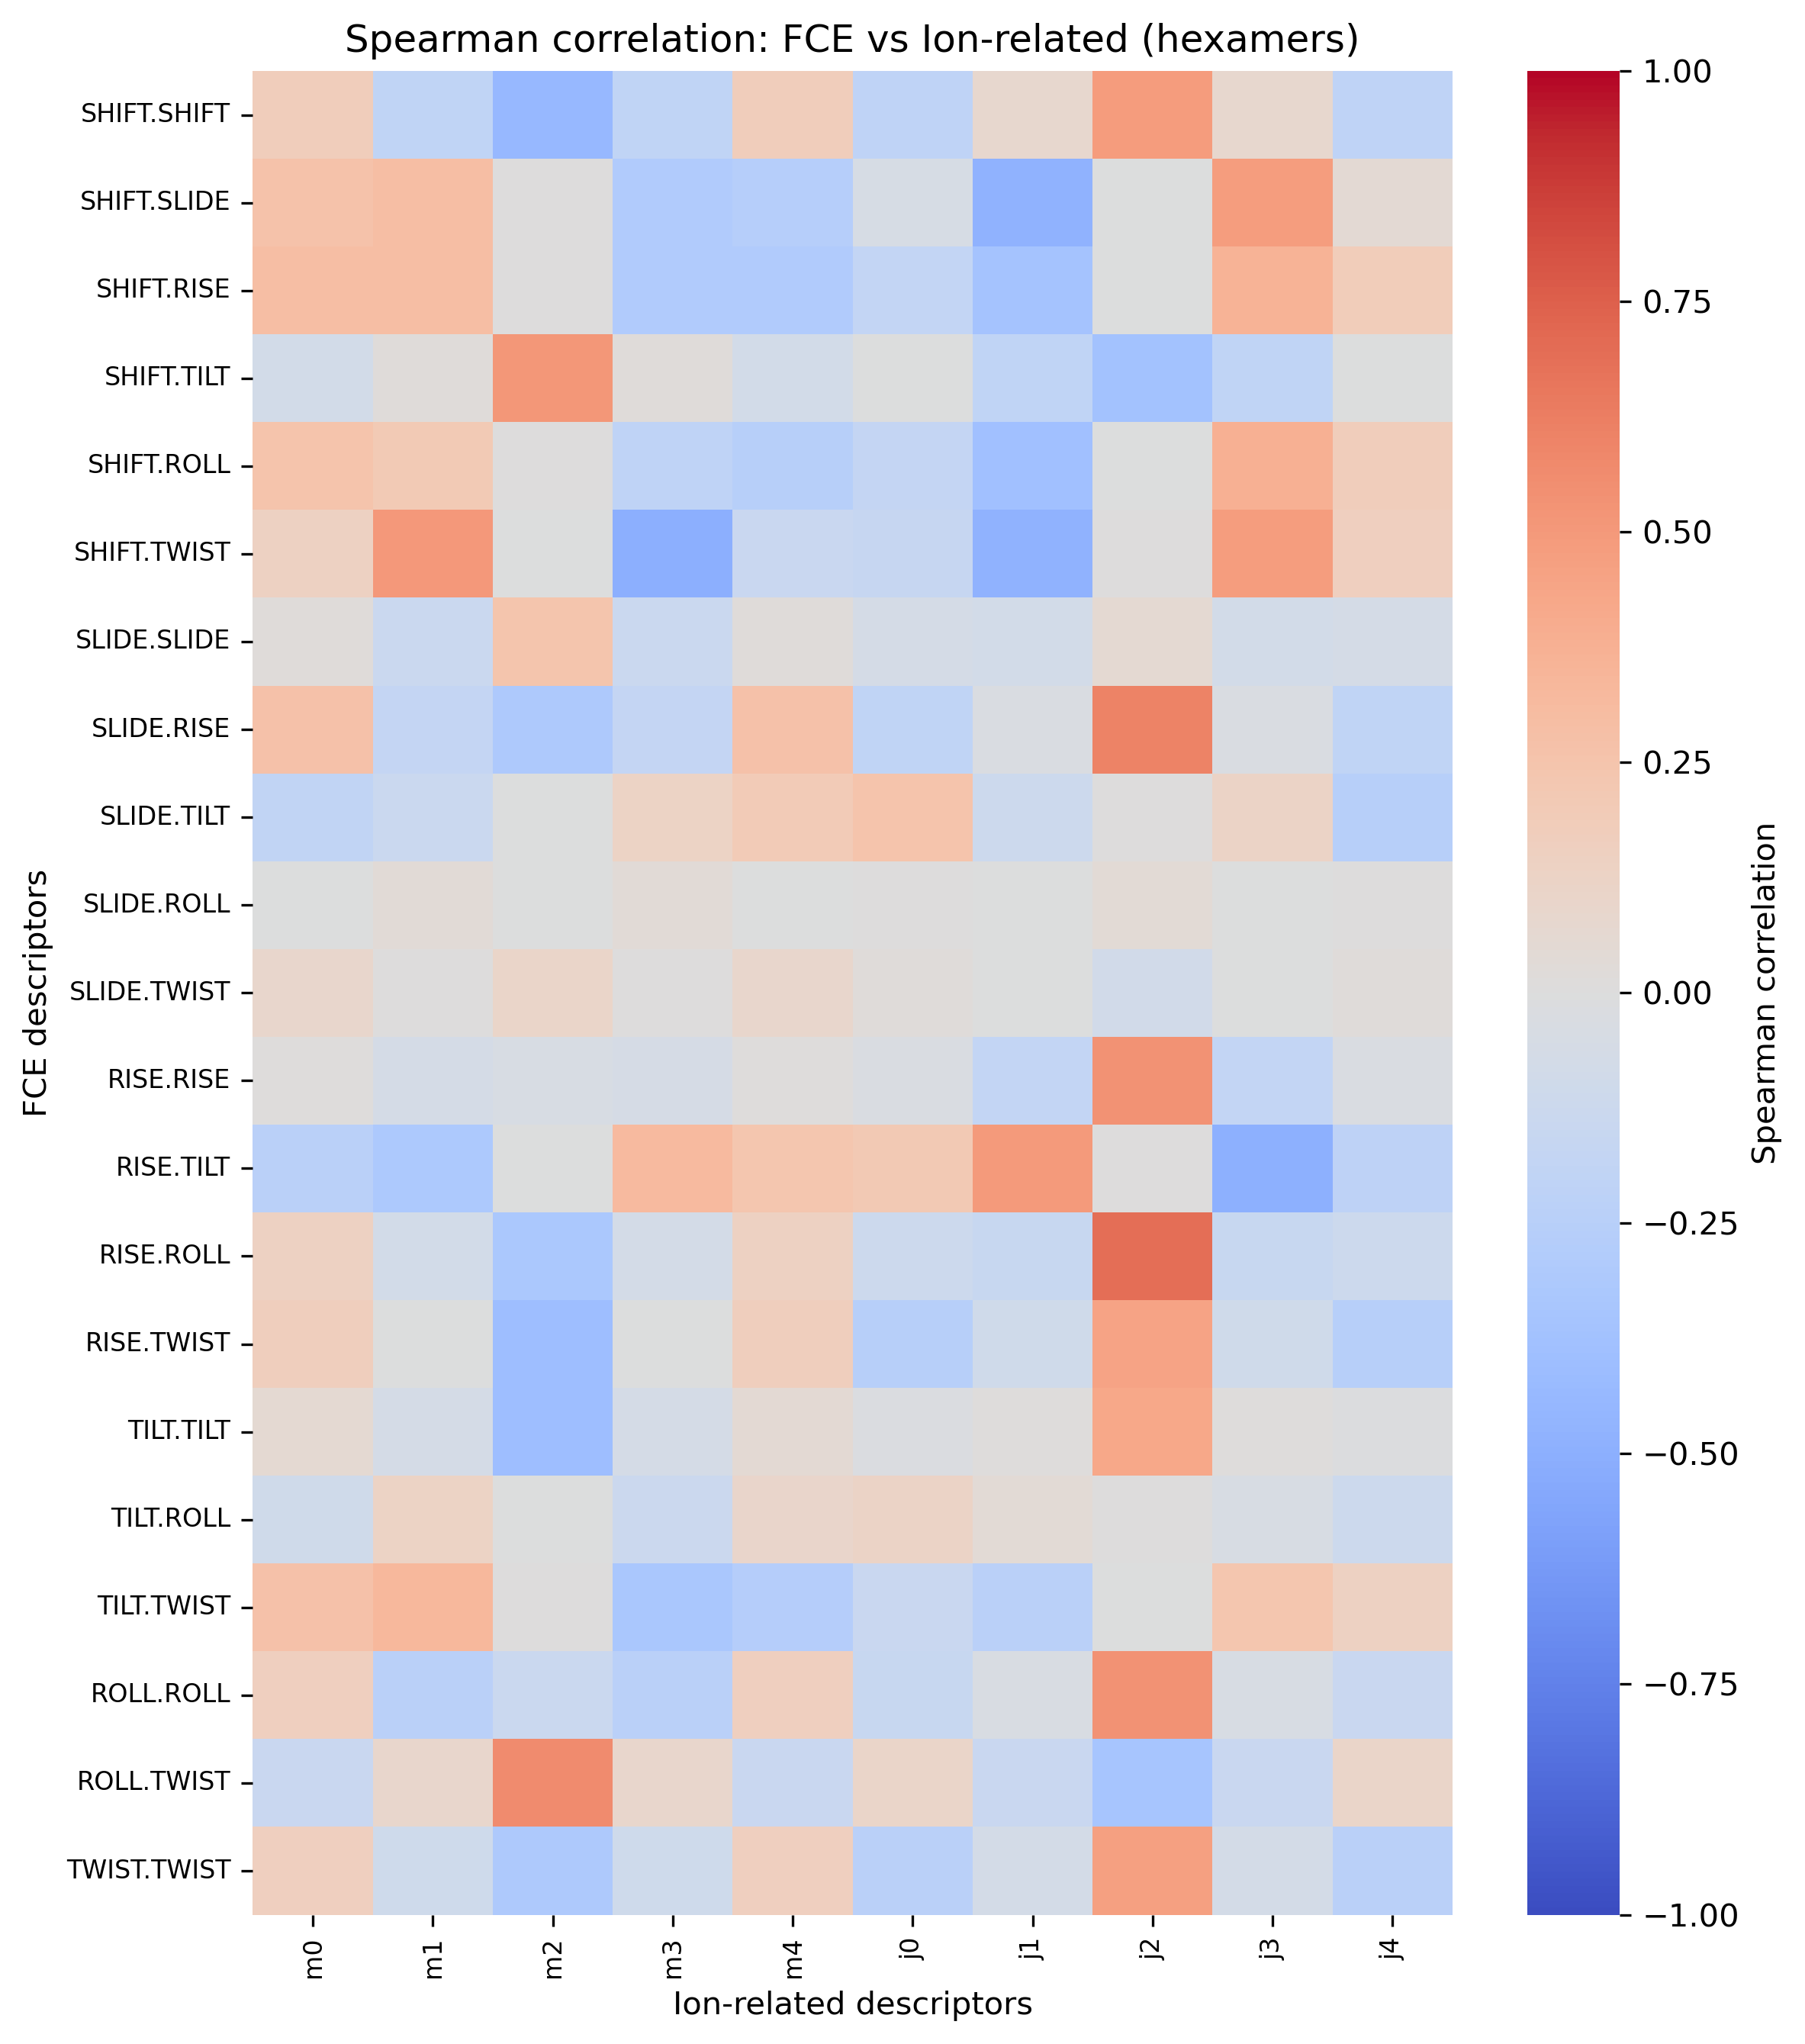 Spearman correlation: FCE vs Ion-related (hexamers)
SHIFT.SHIFT
SHIFT.SLIDE
SHIFT.RISE
SHIFT.TILT
SHIFT.ROLL
SHIFT.TWIST
SLIDE.SLIDE
SLIDE.RISE
SLIDE.TILT
SLIDE.ROLL
SLIDE.TWIST
RISE.RISE
RISE.TILT
RISE.ROLL
RISE.TWIST
TILT.TILT
TILT.ROLL
TILT.TWIST
ROLL.ROLL
ROLL.TWIST
TWIST.TWIST
FCE descriptors
m0 m1 m2 m3 m4 j0 j1 j2 j3 j4
Ion-related descriptors
1.00
0.75
0.50
0.25
0.00
−0.25
−0.50
−0.75
−1.00
Spearman correlation